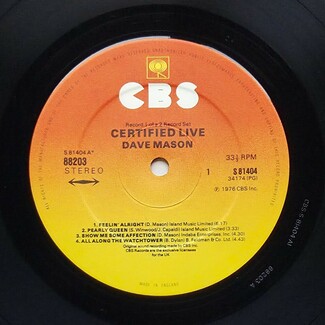 CBS
Record 1 of a 2 Record Set
CERTIFIED LIVE
DAVE MASON
S 81404 A*
88203
STEREO
33⅓ RPM
1
S 81404
34174 (PG)
℗ 1976 CBS Inc.
1. FEELIN' ALRIGHT (D. Mason) Island Music Limited (4.17)
2. PEARLY QUEEN (S. Winwood/J. Capaldi) Island Music Limited (3.33)
3. SHOW ME SOME AFFECTION (D. Mason) Indaba Enterprises, Inc. (4.30)
4. ALL ALONG THE WATCHTOWER (B. Dylan) B. Feldman & Co. Ltd. (4.00)
Original sound recording made by CBS Inc.
CBS Records are the exclusive licensees
for the UK
MADE IN ENGLAND